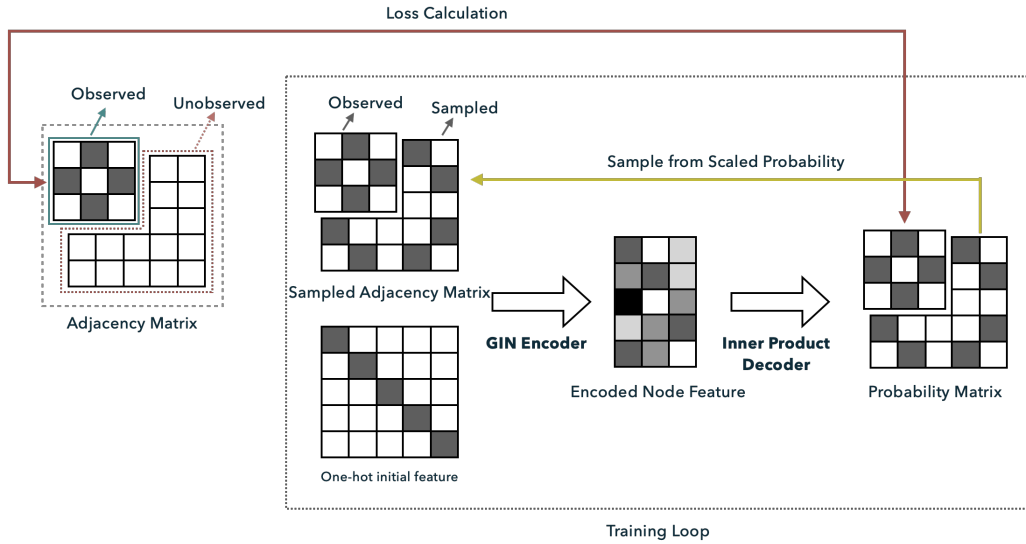 Loss Calculation
Observed
Unobserved
Adjacency Matrix
Observed
Sampled
Sample from Scaled Probability
Sampled Adjacency Matrix
GIN Encoder
Inner Product
Decoder
Encoded Node Feature
Probability Matrix
One-hot initial feature
Training Loop